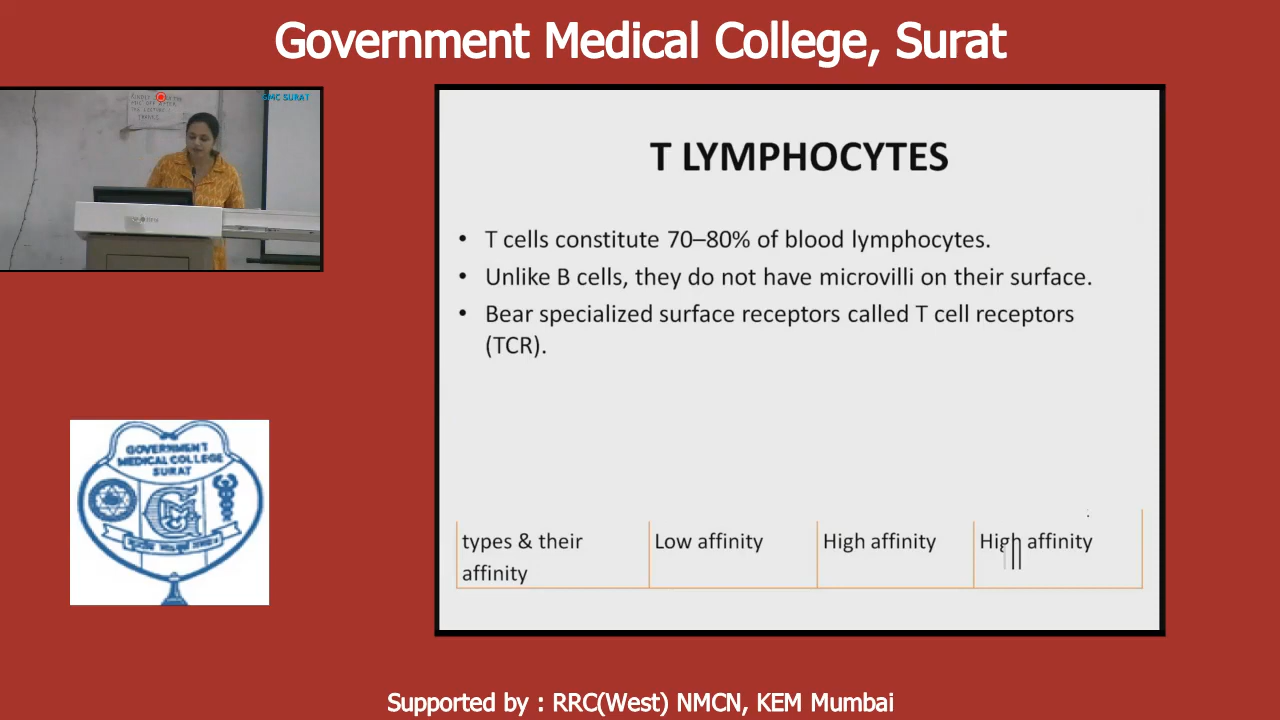 Government Medical College, Surat
GMC SURAT
T LYMPHOCYTES
• T cells constitute 70–80% of blood lymphocytes.
• Unlike B cells, they do not have microvilli on their surface.
• Bear specialized surface receptors called T cell receptors
(TCR).
GOVERNMENT
MEDICAL COLLEGE
SURAT
types & their
affinity
Low affinity
High affinity
High affinity
Supported by : RRC(West) NMCN, KEM Mumbai